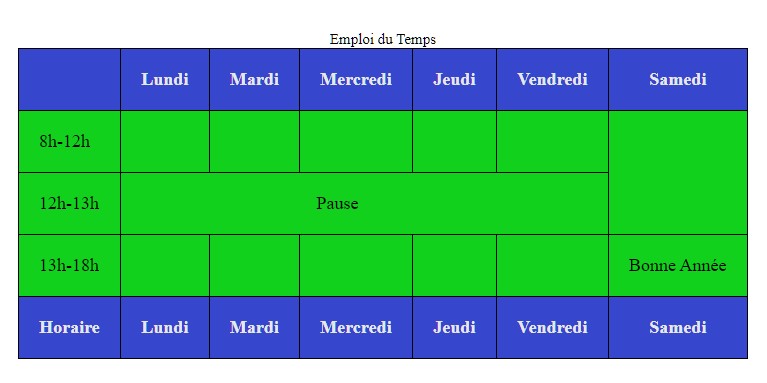 Emploi du Temps
Lundi Mardi Mercredi Jeudi Vendredi Samedi
8h-12h
12h-13h Pause
13h-18h Bonne Année
Horaire Lundi Mardi Mercredi Jeudi Vendredi Samedi